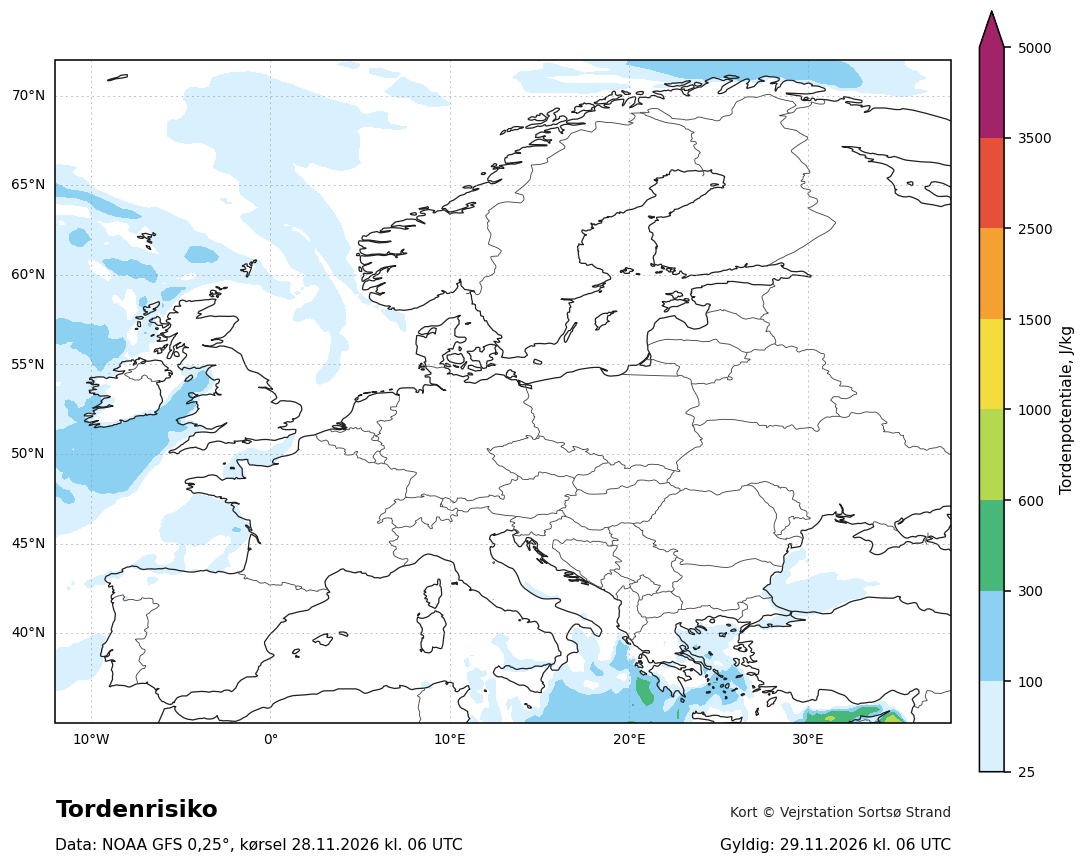 70°N
65°N
60°N
55°N
50°N
45°N
40°N
10°W
0°
10°E
20°E
30°E
5000
3500
2500
1500
1000
600
300
100
25
Tordenpotentiale, J/kg
Tordenrisiko
Kort © Vejrstation Sortsø Strand
Data: NOAA GFS 0,25°, kørsel 28.11.2026 kl. 06 UTC
Gyldig: 29.11.2026 kl. 06 UTC